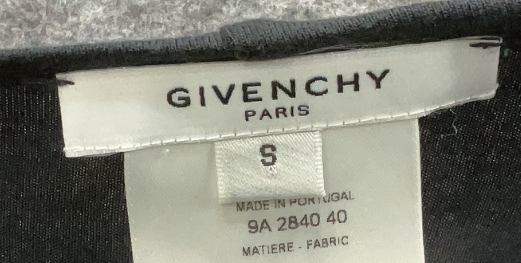 GIVENCHY
PARIS
S
MADE IN PORTUGAL
9A 2840 40
MATIERE - FABRIC